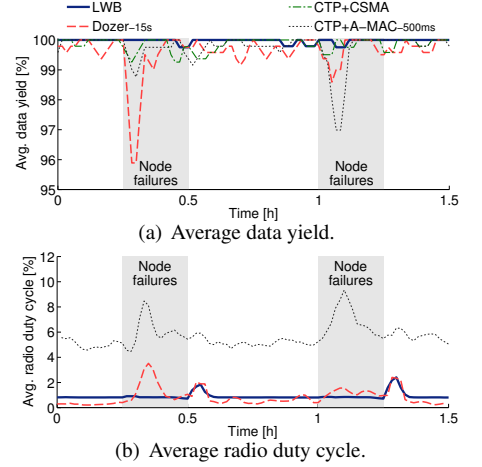 LWB CTP+CSMA
Dozer–15s CTP+A–MAC–500ms
Avg. data yield [%]
100
99
98
97
96
95
Node failures
Node failures
0 0.5 1 1.5
Time [h]
(a) Average data yield.
Avg. radio duty cycle [%]
12
10
8
6
4
2
0
Node failures
Node failures
0 0.5 1 1.5
Time [h]
(b) Average radio duty cycle.